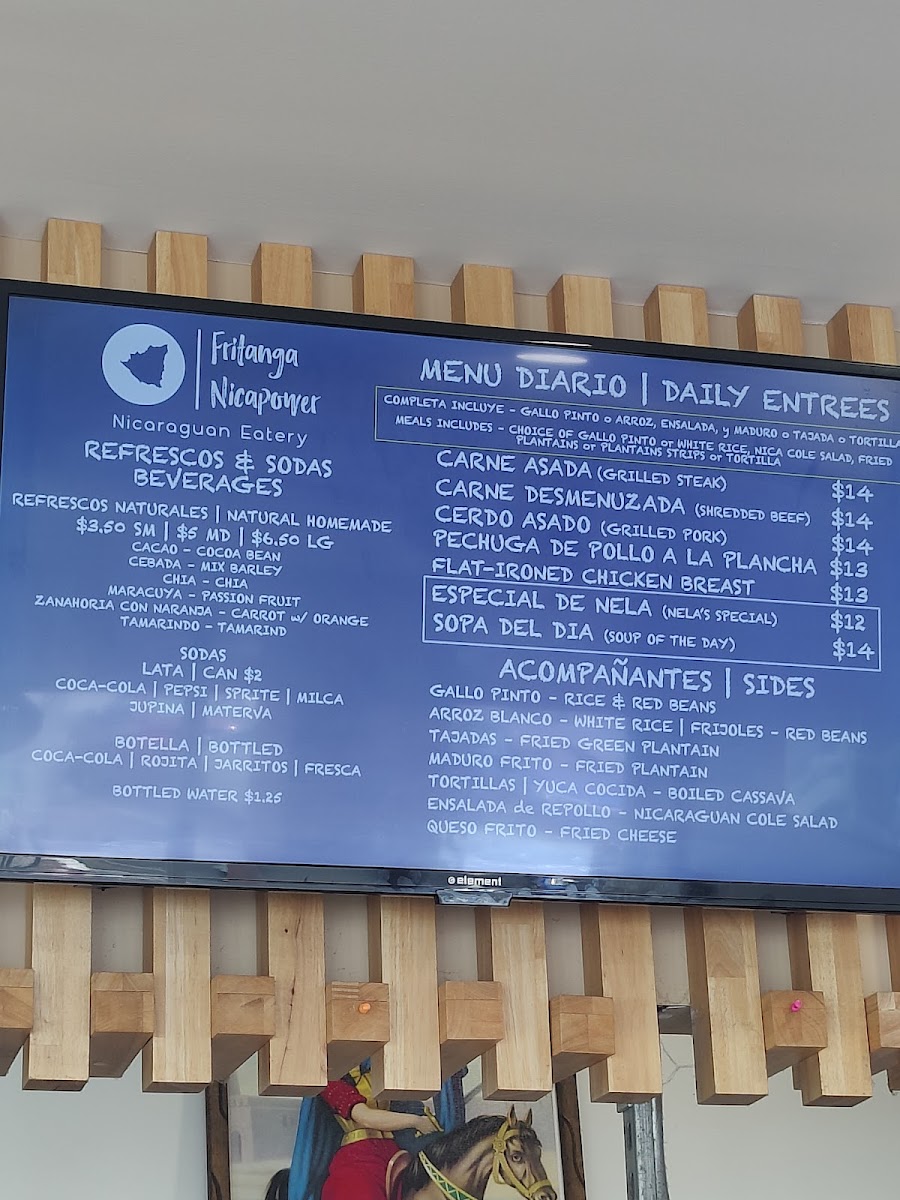 Fritanga
Nicapower
Nicaraguan Eatery
REFRESCOS & SODAS
BEVERAGES
REFRESCOS NATURALES | NATURAL HOMEMADE
$3.50 SM | $5 MD | $6.50 LG
CACAO - COCOA BEAN
CEBADA - MIX BARLEY
CHIA - CHIA
MARACUYA - PASSION FRUIT
ZANAHORIA CON NARANJA - CARROT w/ ORANGE
TAMARINDO - TAMARIND
SODAS
LATA | CAN $2
COCA-COLA | PEPSI | SPRITE | MILCA
JUPINA | MATERVA
BOTELLA | BOTTLED
COCA-COLA | ROJITA | JARRITOS | FRESCA
BOTTLED WATER $1.25
MENU DIARIO | DAILY ENTREES
COMPLETA INCLUYE - GALLO PINTO o ARROZ, ENSALADA, y MADURO o TAJADA o TORTILLA
MEALS INCLUDES - CHOICE OF GALLO PINTO or WHITE RICE, NICA COLE SALAD, FRIED
PLANTAINS or PLANTAINS STRIPS or TORTILLA
CARNE ASADA (GRILLED STEAK) $14
CARNE DESMENUZADA (SHREDDED BEEF) $14
CERDO ASADO (GRILLED PORK) $14
PECHUGA DE POLLO A LA PLANCHA $13
FLAT-IRONED CHICKEN BREAST $13
ESPECIAL DE NELA (NELA'S SPECIAL) $12
SOPA DEL DIA (SOUP OF THE DAY) $14
ACOMPAÑANTES | SIDES
GALLO PINTO - RICE & RED BEANS
ARROZ BLANCO - WHITE RICE | FRIJOLES - RED BEANS
TAJADAS - FRIED GREEN PLANTAIN
MADURO FRITO - FRIED PLANTAIN
TORTILLAS | YUCA COCIDA - BOILED CASSAVA
ENSALADA de REPOLLO - NICARAGUAN COLE SALAD
QUESO FRITO - FRIED CHEESE
element